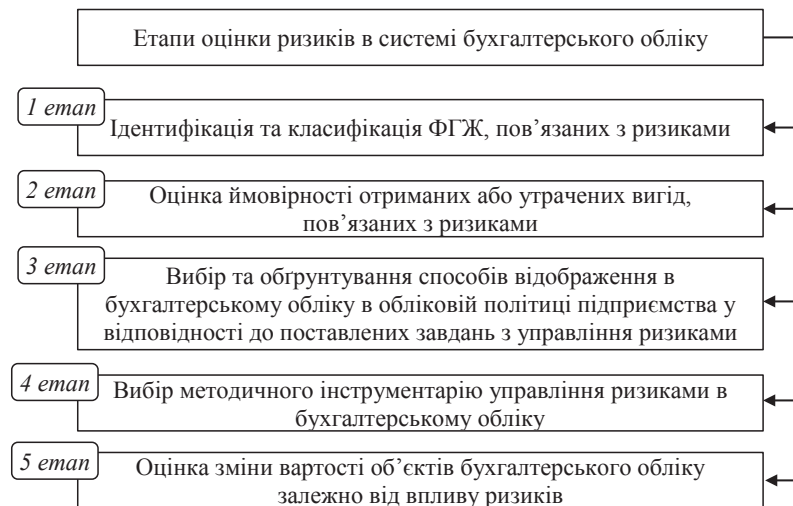 Етапи оцінки ризиків в системі бухгалтерського обліку
1 етап
Ідентифікація та класифікація ФГЖ, пов’язаних з ризиками
2 етап
Оцінка ймовірності отриманих або утрачених вигід,
пов’язаних з ризиками
3 етап
Вибір та обґрунтування способів відображення в
бухгалтерському обліку в обліковій політиці підприємства у
відповідності до поставлених завдань з управління ризиками
4 етап
Вибір методичного інструментарію управління ризиками в
бухгалтерському обліку
5 етап
Оцінка зміни вартості об’єктів бухгалтерського обліку
залежно від впливу ризиків